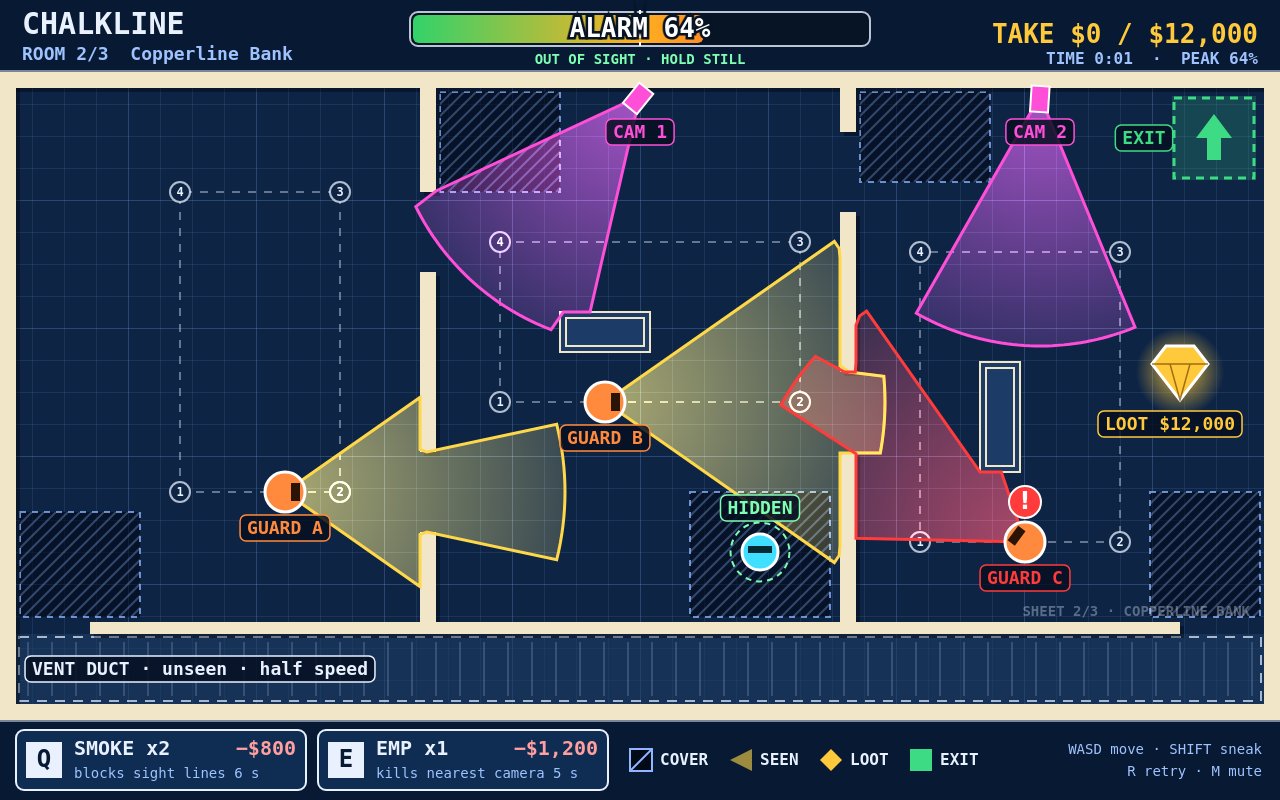 CHALKLINE
ROOM 2/3 Copperline Bank
ALARM 64%
OUT OF SIGHT · HOLD STILL
TAKE $0 / $12,000
TIME 0:01 · PEAK 64%
CAM 1
CAM 2
EXIT
4
3
4
3
4
3
1
2
LOOT $12,000
GUARD B
1
2
GUARD A
HIDDEN
!
1
2
GUARD C
SHEET 2/3 · COPPERLINE BANK
VENT DUCT · unseen · half speed
Q
SMOKE x2
−$800
blocks sight lines 6 s
E
EMP x1
−$1,200
kills nearest camera 5 s
COVER
SEEN
LOOT
EXIT
WASD move · SHIFT sneak
R retry · M mute